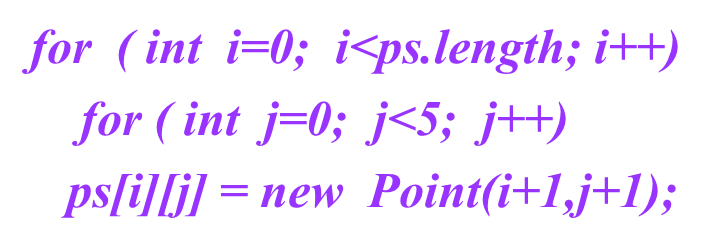 for ( int i=0; i<ps.length; i++)
for ( int j=0; j<5; j++)
ps[i][j] = new Point(i+1,j+1);